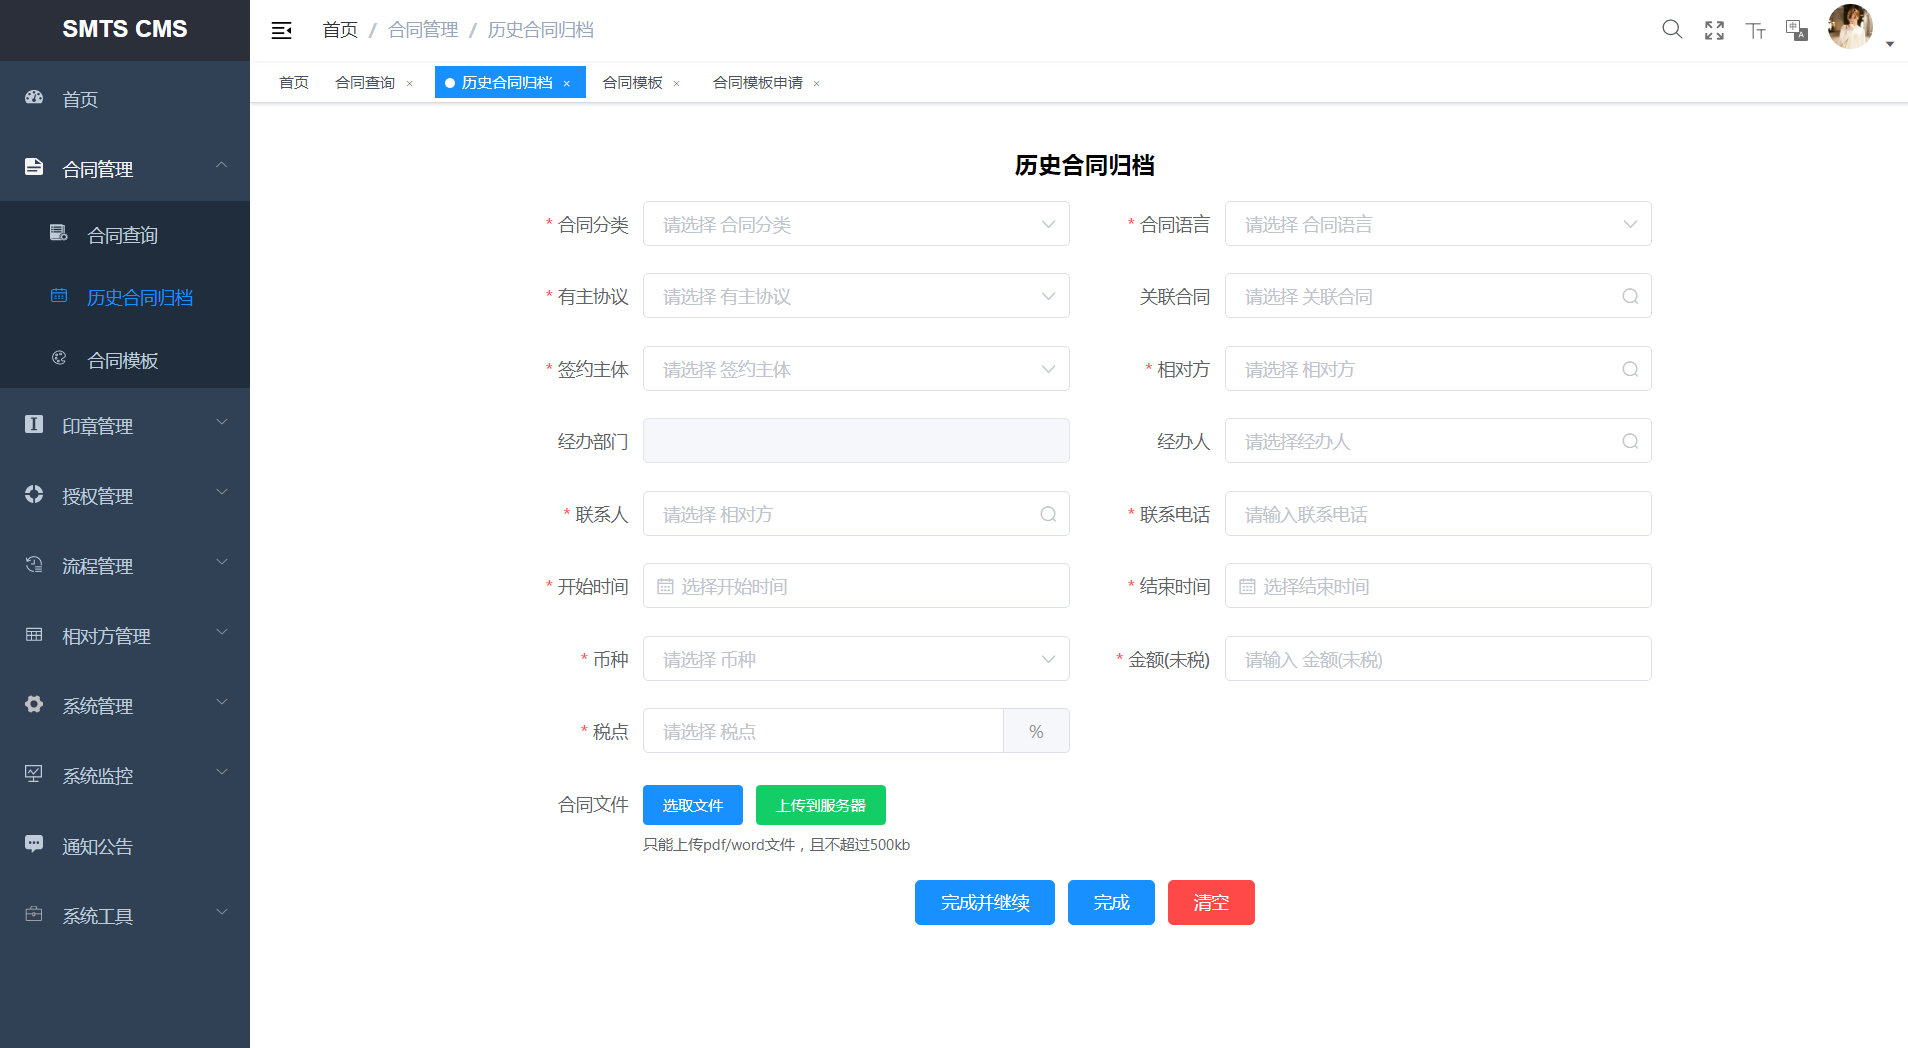 SMTS CMS
首页
合同管理
合同查询
历史合同归档
合同模板
印章管理
授权管理
流程管理
相对方管理
系统管理
系统监控
通知公告
系统工具
首页 / 合同管理 / 历史合同归档
首页 合同查询 × 历史合同归档 × 合同模板 × 合同模板申请 ×
历史合同归档
* 合同分类 请选择 合同分类 * 合同语言 请选择 合同语言
* 有主协议 请选择 有主协议 关联合同 请选择 关联合同
* 签约主体 请选择 签约主体 * 相对方 请选择 相对方
经办部门 经办人 请选择经办人
* 联系人 请选择 相对方 * 联系电话 请输入联系电话
* 开始时间 选择开始时间 * 结束时间 选择结束时间
* 币种 请选择 币种 * 金额(未税) 请输入 金额(未税)
* 税点 请选择 税点 %
合同文件 选取文件 上传到服务器
只能上传pdf/word文件，且不超过500kb
完成并继续 完成 清空